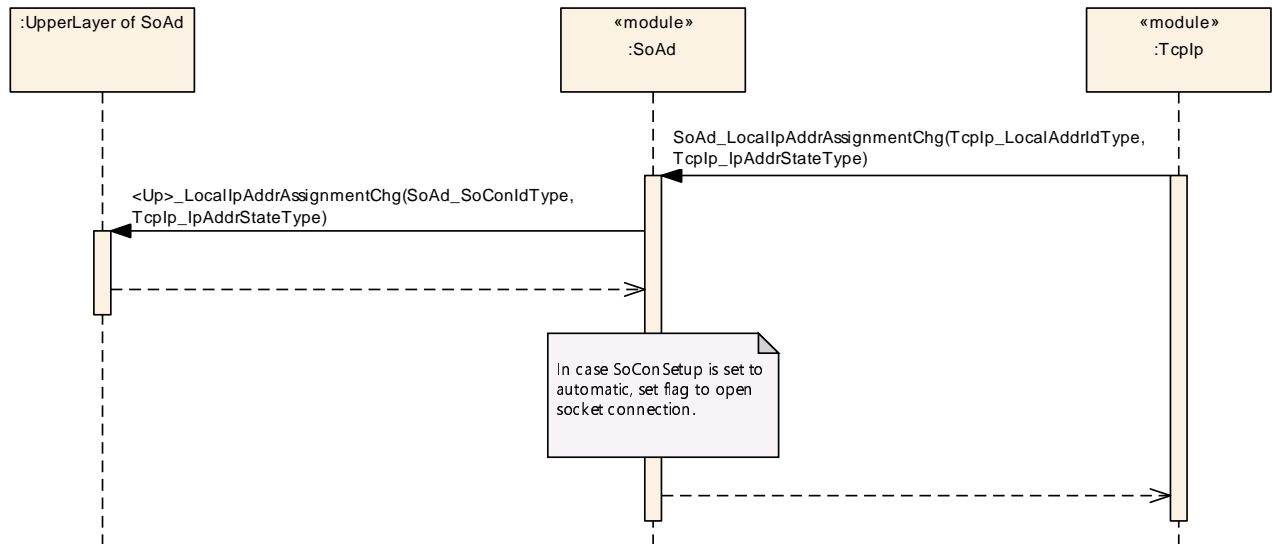 :UpperLayer of SoAd
«module»
:SoAd
«module»
:TcpIp
SoAd_LocalIpAddrAssignmentChg(TcpIp_LocalAddrIdType,
TcpIp_IpAddrStateType)
<Up>_LocalIpAddrAssignmentChg(SoAd_SoConIdType,
TcpIp_IpAddrStateType)
In case SoConSetup is set to
automatic, set flag to open
socket connection.